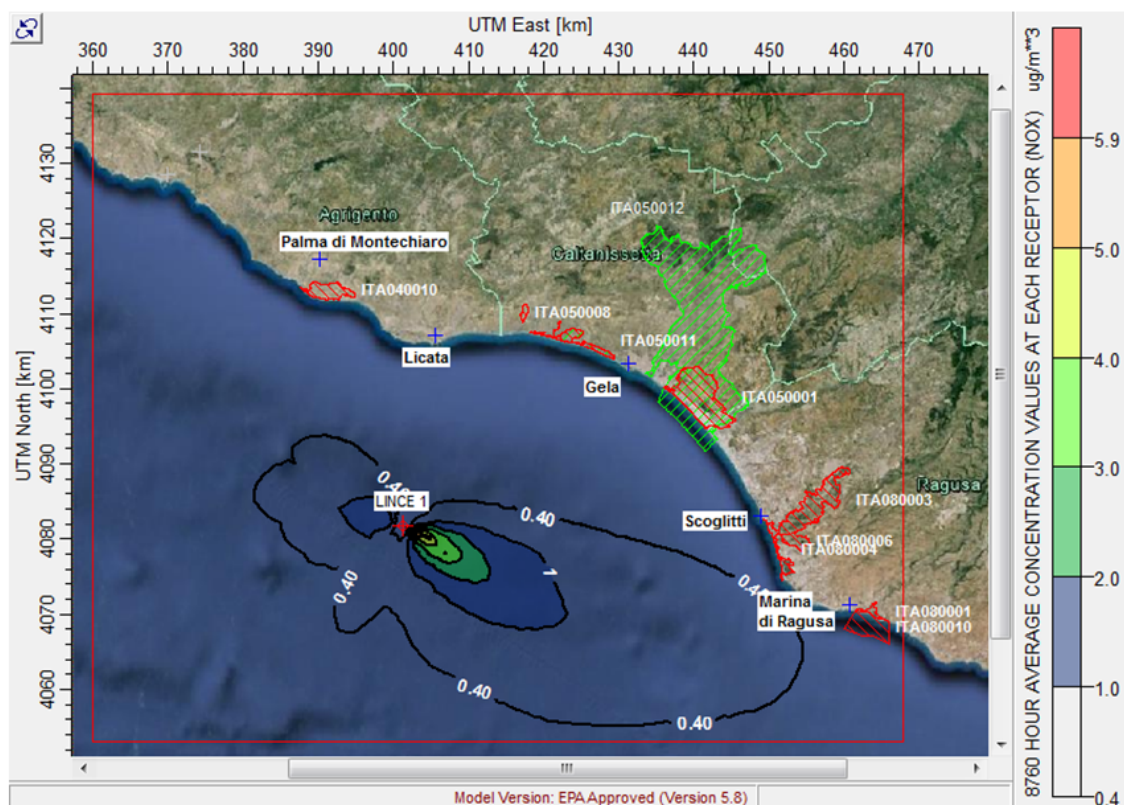 UTM East [km]
360 370 380 390 400 410 420 430 440 450 460 470
UTM North [km]
4130
4120
4110
4100
4090
4080
4070
4060
ITA050012
Agrigento
Palma di Montechiaro
Caltanissetta
ITA040010
ITA050008
Licata
ITA050011
Gela
ITA050001
Ragusa
ITA080003
0.40
LINCE 1
0.40
Scoglitti
ITA080006
ITA080004
0.40
1
0.40
0.40
Marina
di Ragusa
ITA080001
ITA080010
0.40
0.40
8760 HOUR AVERAGE CONCENTRATION VALUES AT EACH RECEPTOR (NOX) ug/m**3
5.9
5.0
4.0
3.0
2.0
1.0
0.4
Model Version: EPA Approved (Version 5.8)